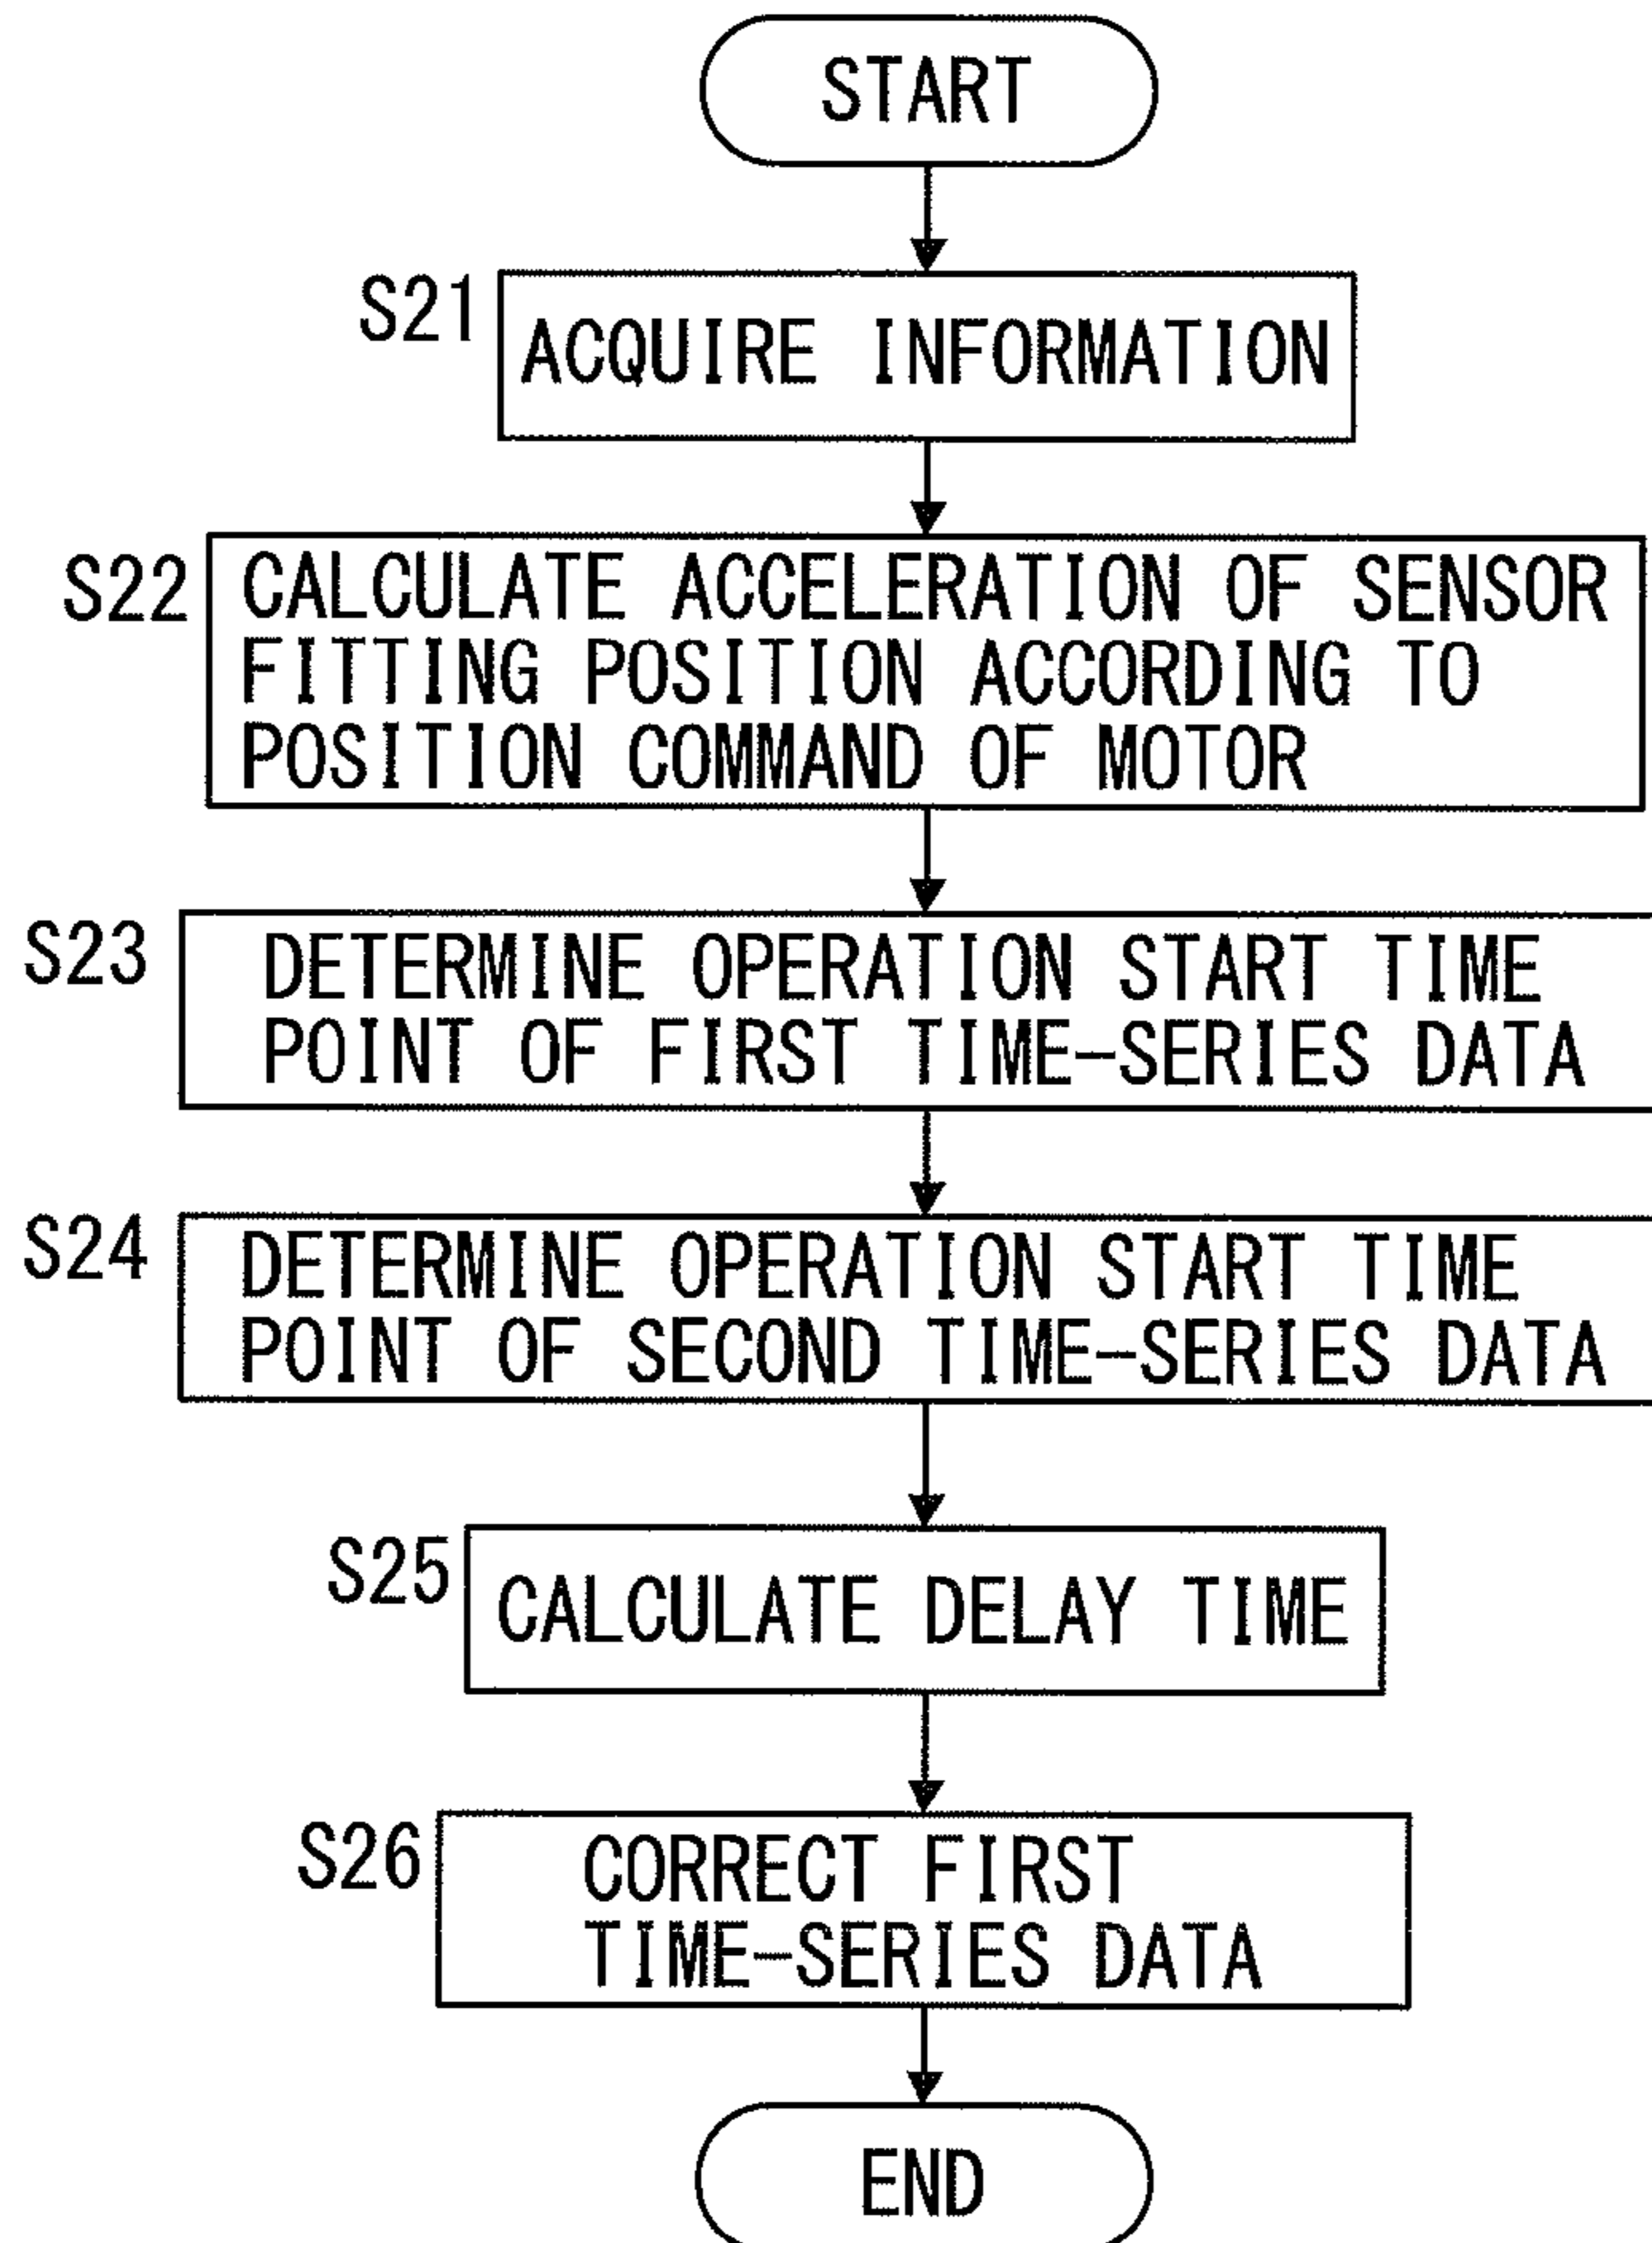 START
S21
ACQUIRE INFORMATION
S22
CALCULATE ACCELERATION OF SENSOR
FITTING POSITION ACCORDING TO
POSITION COMMAND OF MOTOR
S23
DETERMINE OPERATION START TIME
POINT OF FIRST TIME-SERIES DATA
S24
DETERMINE OPERATION START TIME
POINT OF SECOND TIME-SERIES DATA
S25
CALCULATE DELAY TIME
S26
CORRECT FIRST
TIME-SERIES DATA
END